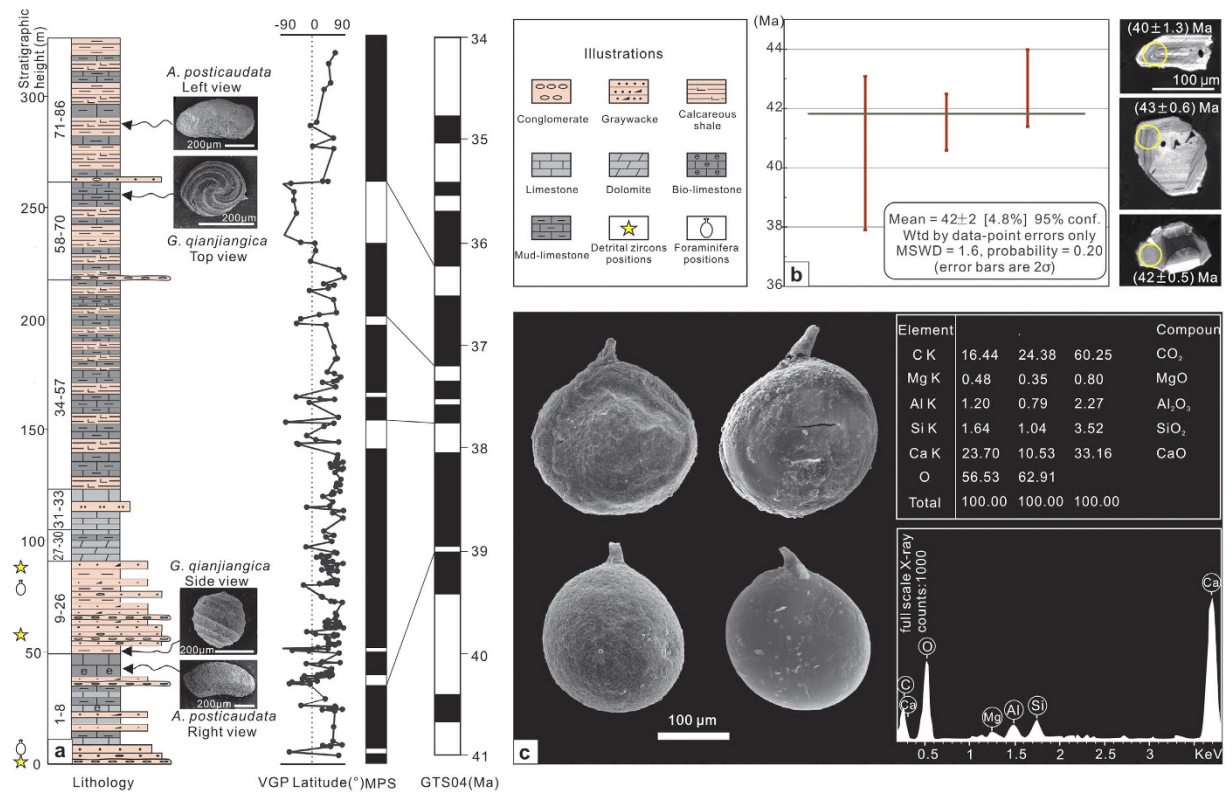 Stratigraphic
height (m)
300
250
200
150
100
50
0
71-86
58-70
34-57
31-33
27-30
9-26
1-8
a
Lithology
A. posticaudata
Left view
200μm
200μm
G. qianjiangica
Top view
G. qianjiangica
Side view
200μm
200μm
A. posticaudata
Right view
-90 0 90
VGP Latitude(°)
MPS
34
35
36
37
38
39
40
41
GTS04(Ma)
Illustrations
Conglomerate
Graywacke
Calcareous
shale
Limestone
Dolomite
Bio-limestone
Mud-limestone
Detrital zircons
positions
Foraminifera
positions
(Ma)
44
42
40
38
36
b
Mean = 42±2 [4.8%] 95% conf.
Wtd by data-point errors only
MSWD = 1.6, probability = 0.20
(error bars are 2σ)
(40±1.3) Ma
100 μm
(43±0.6) Ma
(42±0.5) Ma
c
100 μm
Element . Compoun
C K 16.44 24.38 60.25 CO₂
Mg K 0.48 0.35 0.80 MgO
Al K 1.20 0.79 2.27 Al₂O₃
Si K 1.64 1.04 3.52 SiO₂
Ca K 23.70 10.53 33.16 CaO
O 56.53 62.91
Total 100.00 100.00 100.00
full scale X-ray
counts:1000
C
Ca
O
Mg
Al
Si
Ca
0.5 1 1.5 2 2.5 3 KeV